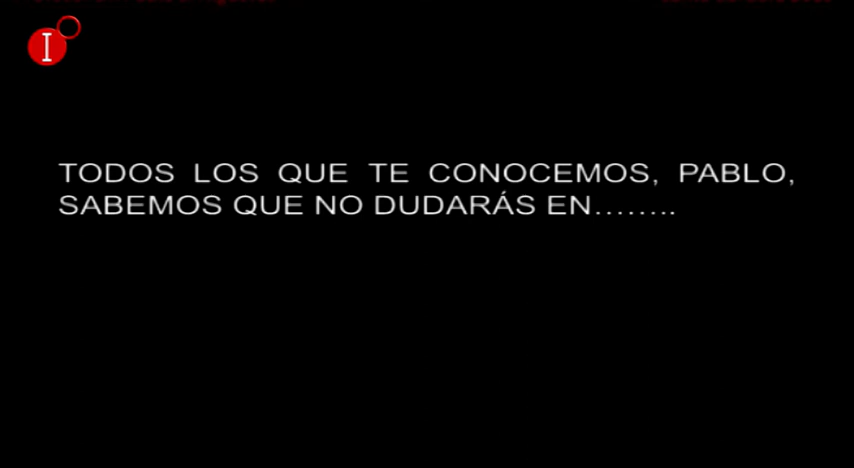 I
TODOS LOS QUE TE CONOCEMOS, PABLO,
SABEMOS QUE NO DUDARÁS EN……..